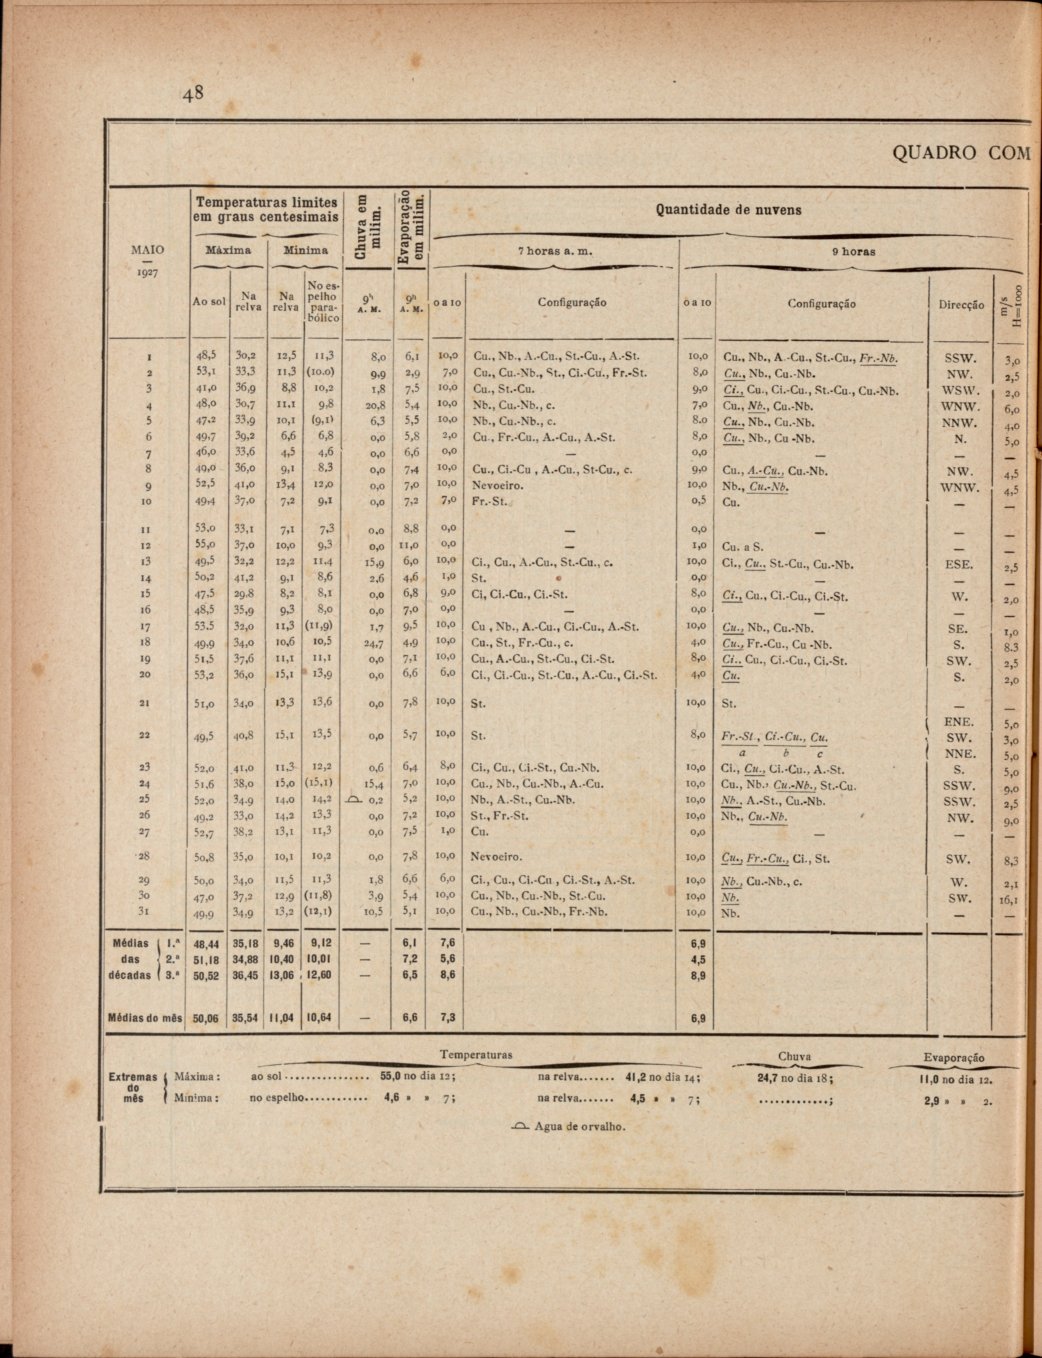 48
QUADRO COM
MAIO — 1927
Temperaturas limites em graus centesimais
Chuva em milim.
Evaporação em milim.
Quantidade de nuvens
Máxima Mínima 7 horas a. m. 9 horas
Ao sol | Na relva | Na relva | No espelho parabólico | 9h A. M. | 9h A. M. | 0 a 10 | Configuração | 0 a 10 | Configuração | Direcção | m/s H=1000
1 48,5 30,2 12,5 11,3 8,0 6,1 10,0 Cu., Nb., A.-Cu., St.-Cu., A.-St. 10,0 Cu., Nb., A.-Cu., St.-Cu., Fr.-Nb. SSW. 3,0
2 53,1 33,3 11,3 (10.0) 9,9 2,9 7,0 Cu., Cu.-Nb., St., Ci.-Cu., Fr.-St. 8,0 Cu., Nb., Cu.-Nb. NW. 2,5
3 41,0 36,9 8,8 10,2 1,8 7,5 10,0 Cu., St.-Cu. 9,0 Ci., Cu., Ci.-Cu., St.-Cu., Cu.-Nb. WSW. 2,0
4 48,0 30,7 11,1 9,8 20,8 5,4 10,0 Nb., Cu.-Nb., c. 7,0 Cu., Nb., Cu.-Nb. WNW. 6,0
5 47,2 33,9 10,1 (9,1) 6,3 5,5 10,0 Nb., Cu.-Nb., c. 8.0 Cu., Nb., Cu.-Nb. NNW. 4,0
6 49,7 39,2 6,6 6,8 0,0 5,8 2,0 Cu., Fr.-Cu., A.-Cu., A.-St. 8,0 Cu., Nb., Cu-Nb. N. 5,0
7 46,0 33,6 4,5 4,6 0,0 6,6 0,0 — 0,0 — — —
8 49,0 36,0 9,1 8,3 0,0 7,4 10,0 Cu., Ci.-Cu, A.-Cu., St-Cu., c. 9,0 Cu., A.-Cu., Cu.-Nb. NW. 4,5
9 52,5 41,0 13,4 12,0 0,0 7,0 10,0 Nevoeiro. 10,0 Nb., Cu.-Nb. WNW. 4,5
10 49,4 37,0 7,2 9,1 0,0 7,2 7,0 Fr.-St. 0,5 Cu. — —
11 53,0 33,1 7,1 7,3 0,0 8,8 0,0 — 0,0 — — —
12 55,0 37,0 10,0 9,3 0,0 11,0 0,0 — 1,0 Cu. a S. — —
13 49,5 32,2 12,2 11,4 15,9 6,0 10,0 Ci., Cu., A.-Cu., St.-Cu., c. 10,0 Ci., Cu., St.-Cu., Cu.-Nb. ESE. 2,5
14 50,2 41,2 9,1 8,6 2,6 4,6 1,0 St. 0,0 — — —
15 47,5 29.8 8,2 8,1 0,0 6,8 9,0 Ci, Ci.-Cu., Ci.-St. 8,0 Ci., Cu., Ci.-Cu., Ci.-St. W. 2,0
16 48,5 35,9 9,3 8,0 0,0 7,0 0,0 — 0,0 — — —
17 53.5 32,0 11,3 (11,9) 1,7 9,5 10,0 Cu, Nb., A.-Cu., Ci.-Cu., A.-St. 10,0 Cu., Nb., Cu.-Nb. SE. 1,0
18 49,9 34,0 10,6 10,5 24,7 4,9 10,0 Cu., St., Fr.-Cu., c. 4,0 Cu., Fr.-Cu., Cu-Nb. S. 8.3
19 51,5 37,6 11,1 11,1 0,0 7,1 10,0 Cu., A-Cu., St.-Cu., Ci.-St. 8,0 Ci., Cu., Ci.-Cu., Ci.-St. SW. 2,5
20 53,2 36,0 15,1 13,9 0,0 6,6 6,0 Ci., Ci.-Cu., St.-Cu., A.-Cu., Ci.-St. 4,0 Cu. S. 2,0
21 51,0 34,0 13,3 13,6 0,0 7,8 10,0 St. 10,0 St. — —
ENE. 5,0
22 49,5 40,8 15,1 13,5 0,0 5,7 10,0 St. 8,0 Fr.-St., Ci.-Cu., Cu. SW. 3,0
a b c NNE. 5,0
23 52,0 41,0 11,3 12,2 0,6 6,4 8,0 Ci., Cu., Ci.-St., Cu.-Nb. 10,0 Ci., Cu., Ci.-Cu., A.-St. S. 5,0
24 51,6 38,0 15,0 (15,1) 15,4 7,0 10,0 Cu., Nb., Cu.-Nb., A.-Cu. 10,0 Cu., Nb., Cu.-Nb., St.-Cu. SSW. 9,0
25 52,0 34.9 14,0 14,2 0,2 5,2 10,0 Nb., A.-St., Cu.-Nb. 10,0 Nb., A.-St., Cu.-Nb. SSW. 2,5
26 49,2 33,0 14,2 13,3 0,0 7,2 10,0 St., Fr.-St. 10,0 Nb., Cu.-Nb. NW. 9,0
27 52,7 38,2 13,1 11,3 0,0 7,5 1,0 Cu. 0,0 — — —
28 50,8 35,0 10,1 10,2 0,0 7,8 10,0 Nevoeiro. 10,0 Cu., Fr.-Cu., Ci., St. SW. 8,3
29 50,0 34,0 11,5 11,3 1,8 6,6 6,0 Ci., Cu., Ci.-Cu, Ci.-St., A.-St. 10,0 Nb., Cu.-Nb., c. W. 2,1
30 47,0 37,2 12,9 (11,8) 3,9 5,4 10,0 Cu., Nb., Cu.-Nb., St.-Cu. 10,0 Nb. SW. 16,1
31 49,9 34,9 13,2 (12,1) 10,5 5,1 10,0 Cu., Nb., Cu.-Nb., Fr.-Nb. 10,0 Nb. — —
Médias 1.ª 48,44 35,18 9,46 9,12 — 6,1 7,6 6,9
das 2.ª 51,18 34,88 10,40 10,01 — 7,2 5,6 4,5
décadas 3.ª 50,52 36,45 13,06 12,60 — 6,5 8,6 8,9
Médias do mês 50,06 35,54 11,04 10,64 — 6,6 7,3 6,9
Temperaturas Chuva Evaporação
Extremas do mês
Máxima: ao sol ................ 55,0 no dia 12; na relva....... 41,2 no dia 14; 24,7 no dia 18; 11,0 no dia 12.
Mínima: no espelho............ 4,6 » » 7; na relva....... 4,5 » » 7; .............; 2,9 » » 2.
Agua de orvalho.